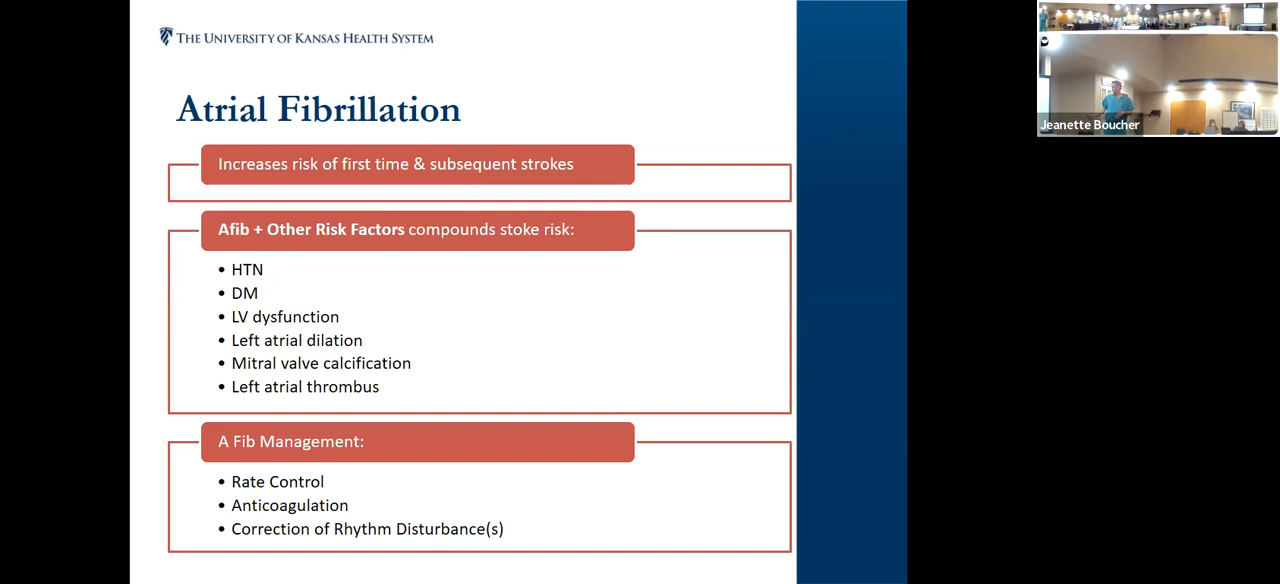 THE UNIVERSITY OF KANSAS HEALTH SYSTEM
Atrial Fibrillation
Increases risk of first time & subsequent strokes
Afib + Other Risk Factors compounds stoke risk:
• HTN
• DM
• LV dysfunction
• Left atrial dilation
• Mitral valve calcification
• Left atrial thrombus
A Fib Management:
• Rate Control
• Anticoagulation
• Correction of Rhythm Disturbance(s)
Jeanette Boucher